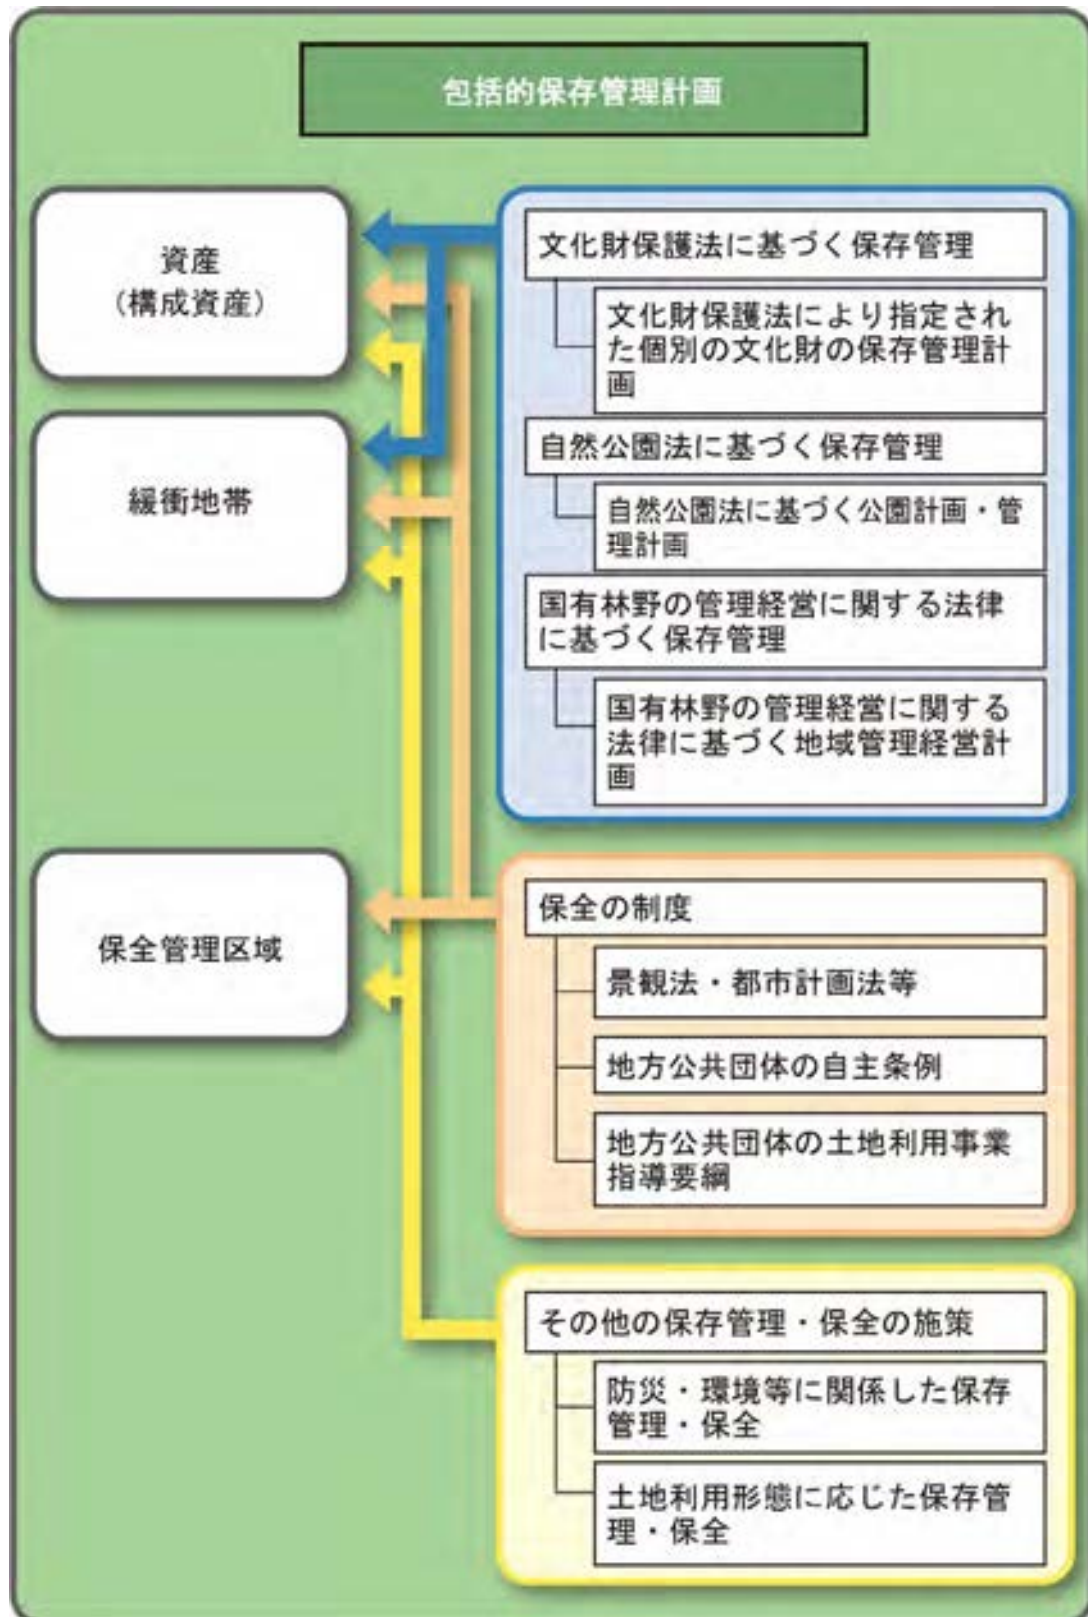 包括的保存管理計画
資産
（構成資産）
緩衝地帯
保全管理区域
文化財保護法に基づく保存管理
文化財保護法により指定され
た個別の文化財の保存管理計
画
自然公園法に基づく保存管理
自然公園法に基づく公園計画・管
理計画
国有林野の管理経営に関する法律
に基づく保存管理
国有林野の管理経営に関する
法律に基づく地域管理経営計
画
保全の制度
景観法・都市計画法等
地方公共団体の自主条例
地方公共団体の土地利用事業
指導要綱
その他の保存管理・保全の施策
防災・環境等に関係した保存
管理・保全
土地利用形態に応じた保存管
理・保全